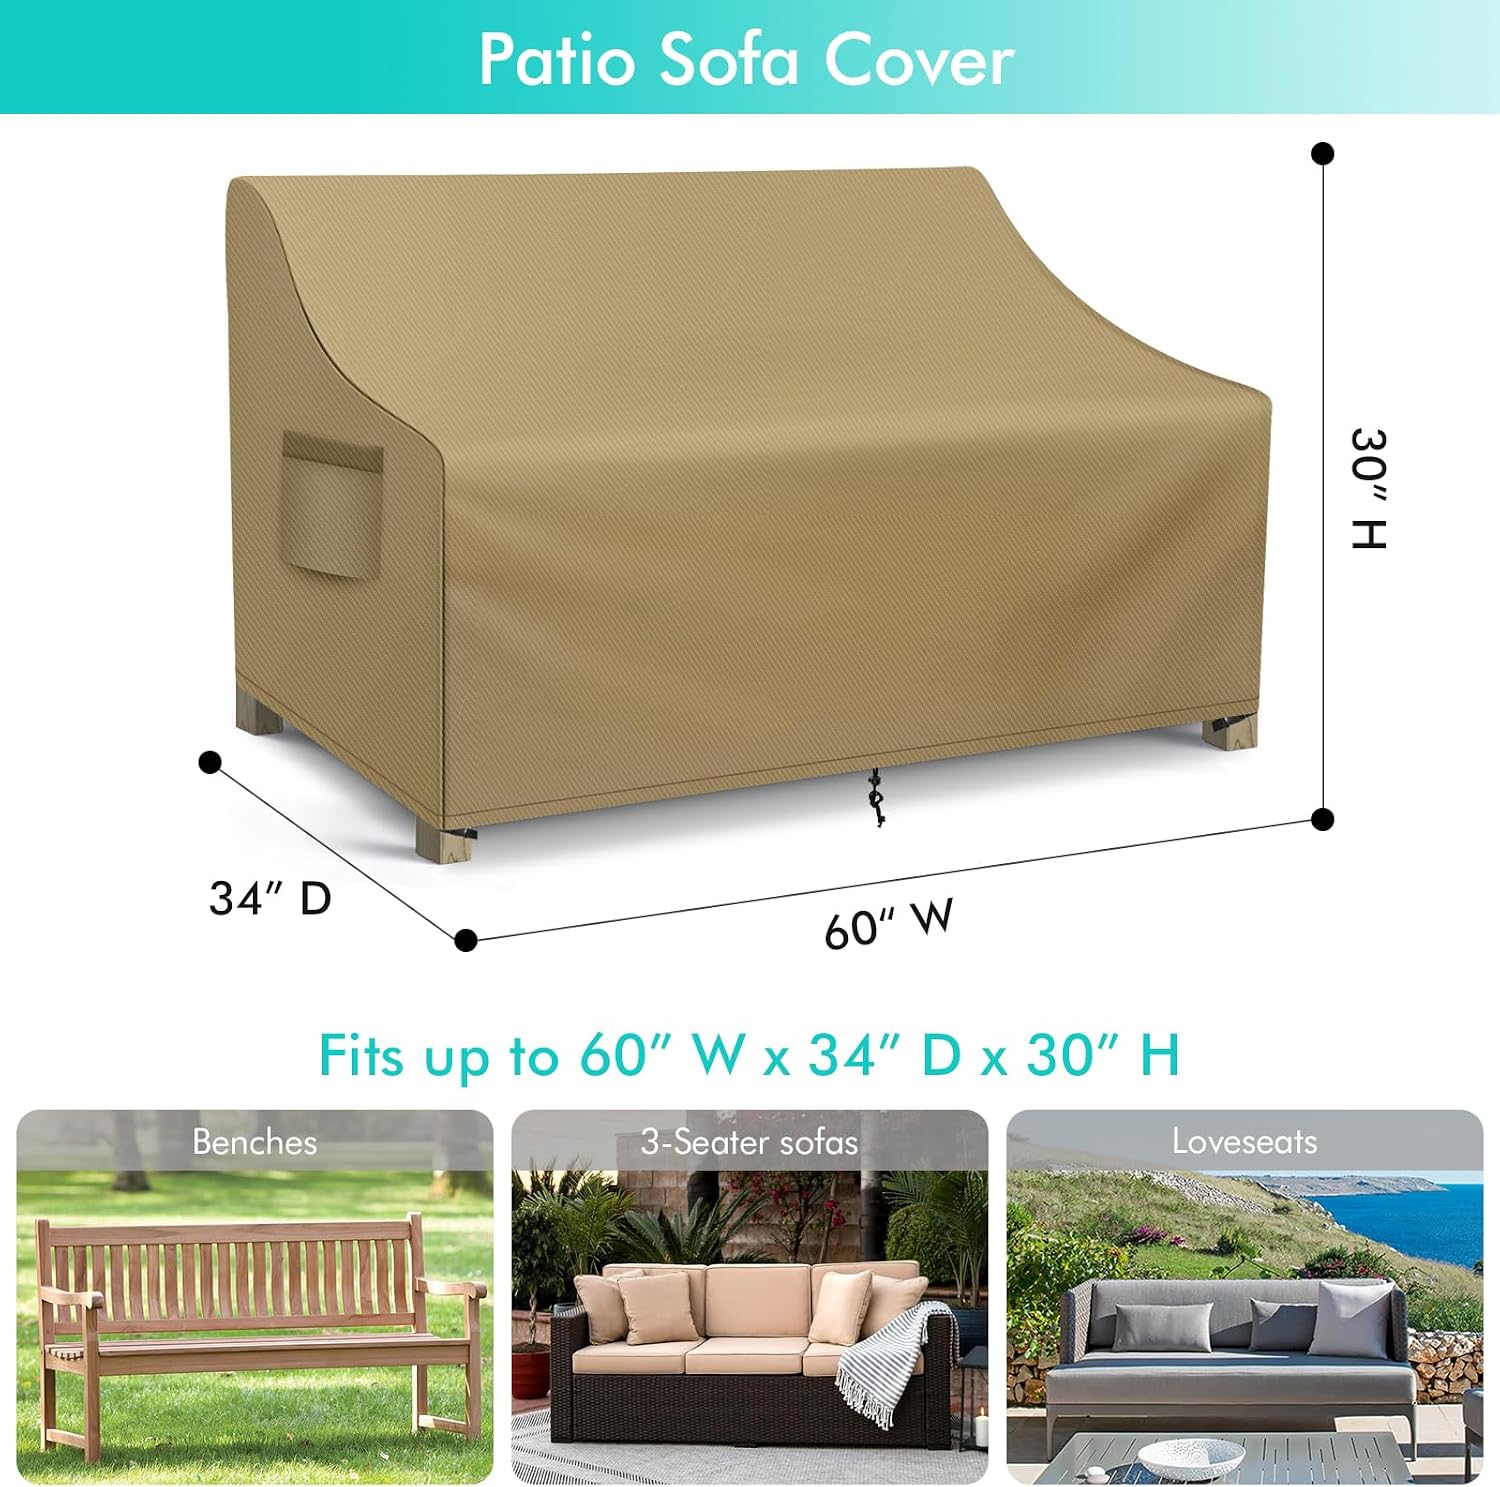 Patio Sofa Cover
30″ H
34″ D
60″ W
Fits up to 60″ W x 34″ D x 30″ H
Benches
3-Seater sofas
Loveseats